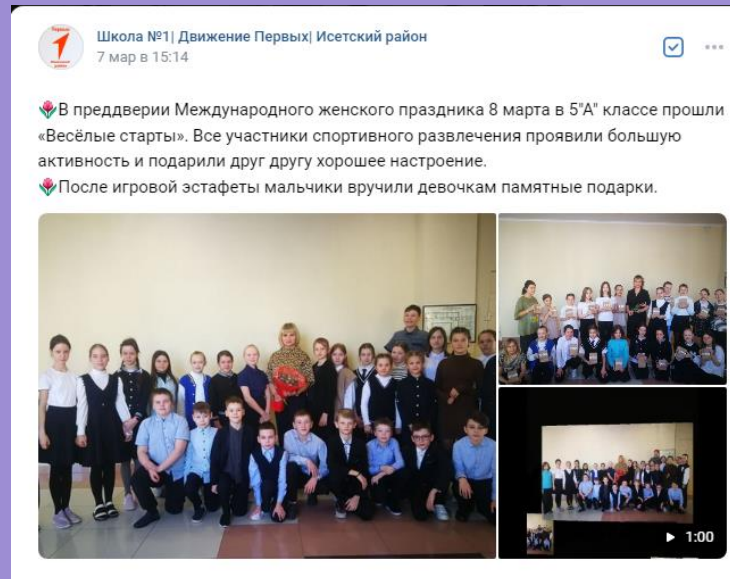 Школа №1| Движение Первых| Исетский район
7 мар в 15:14
В преддверии Международного женского праздника 8 марта в 5"А" классе прошли
«Весёлые старты». Все участники спортивного развлечения проявили большую
активность и подарили друг другу хорошее настроение.
После игровой эстафеты мальчики вручили девочкам памятные подарки.
1:00